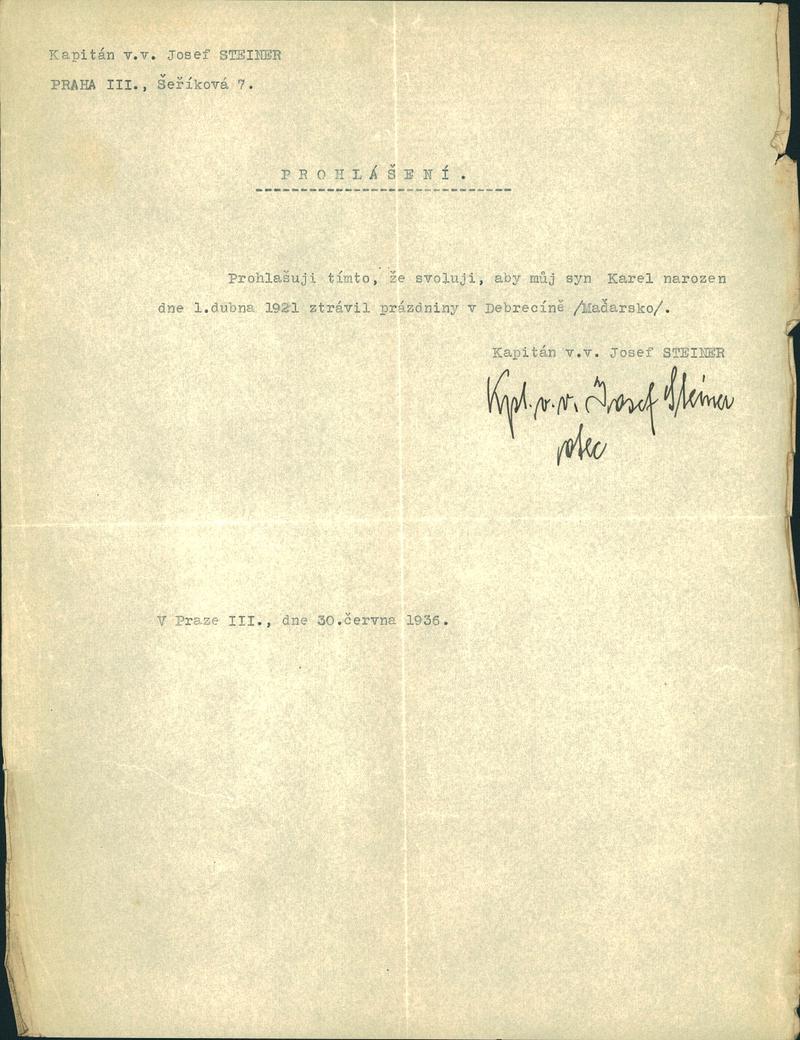 Kapitán v.v. Josef STEINER
PRAHA III., Šeříková 7.
PROHLÁŠENÍ.
Prohlašuji tímto, že svoluji, aby můj syn Karel narozen
dne 1.dubna 1921 ztrávil prázdniny v Debrecíně /Maďarsko/.
Kapitán v.v. Josef STEINER
Kpt. v. v. Josef Steiner
otec
V Praze III., dne 30.června 1936.